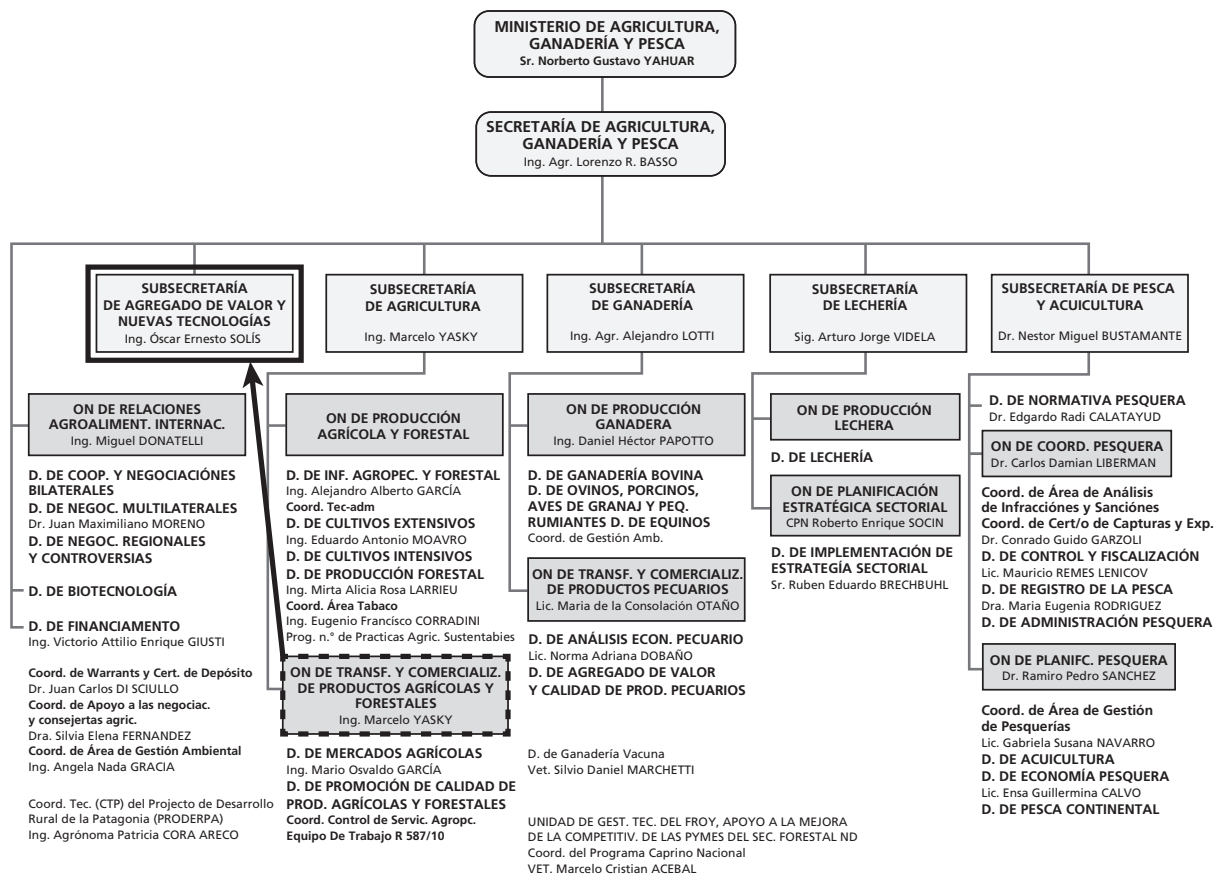 MINISTERIO DE AGRICULTURA,
GANADERÍA Y PESCA
Sr. Norberto Gustavo YAHUAR
SECRETARÍA DE AGRICULTURA,
GANADERÍA Y PESCA
Ing. Agr. Lorenzo R. BASSO
SUBSECRETARÍA
DE AGREGADO DE VALOR Y
NUEVAS TECNOLOGÍAS
Ing. Óscar Ernesto SOLÍS
SUBSECRETARÍA
DE AGRICULTURA
Ing. Marcelo YASKY
SUBSECRETARÍA
DE GANADERÍA
Ing. Agr. Alejandro LOTTI
SUBSECRETARÍA
DE LECHERÍA
Sig. Arturo Jorge VIDELA
SUBSECRETARÍA DE PESCA
Y ACUICULTURA
Dr. Nestor Miguel BUSTAMANTE
ON DE RELACIONES
AGROALIMENT. INTERNAC.
Ing. Miguel DONATELLI
D. DE COOP. Y NEGOCIACIÓNES
BILATERALES
D. DE NEGOC. MULTILATERALES
Dr. Juan Maximiliano MORENO
D. DE NEGOC. REGIONALES
Y CONTROVERSIAS
D. DE BIOTECNOLOGÍA
D. DE FINANCIAMENTO
Ing. Victorio Attilio Enrique GIUSTI
Coord. de Warrants y Cert. de Depósito
Dr. Juan Carlos DI SCIULLO
Coord. de Apoyo a las negociac.
y consejertas agric.
Dra. Silvia Elena FERNANDEZ
Coord. de Área de Gestión Ambiental
Ing. Angela Nada GRACIA
Coord. Tec. (CTP) del Projecto de Desarrollo
Rural de la Patagonia (PRODERPA)
Ing. Agrónoma Patricia CORA ARECO
ON DE PRODUCCIÓN
AGRÍCOLA Y FORESTAL
D. DE INF. AGROPEC. Y FORESTAL
Ing. Alejandro Alberto GARCÍA
Coord. Tec-adm
D. DE CULTIVOS EXTENSIVOS
Ing. Eduardo Antonio MOAVRO
D. DE CULTIVOS INTENSIVOS
D. DE PRODUCCIÓN FORESTAL
Ing. Mirta Alicia Rosa LARRIEU
Coord. Área Tabaco
Ing. Eugenio Francísco CORRADINI
Prog. n.° de Practicas Agric. Sustentabies
ON DE TRANSF. Y COMERCIALIZ.
DE PRODUCTOS AGRÍCOLAS Y
FORESTALES
Ing. Marcelo YASKY
D. DE MERCADOS AGRÍCOLAS
Ing. Mario Osvaldo GARCÍA
D. DE PROMOCIÓN DE CALIDAD DE
PROD. AGRÍCOLAS Y FORESTALES
Coord. Control de Servic. Agropc.
Equipo De Trabajo R 587/10
ON DE PRODUCCIÓN
GANADERA
Ing. Daniel Héctor PAPOTTO
D. DE GANADERÍA BOVINA
D. DE OVINOS, PORCINOS,
AVES DE GRANAJ Y PEQ.
RUMIANTES D. DE EQUINOS
Coord. de Gestión Amb.
ON DE TRANSF. Y COMERCIALIZ.
DE PRODUCTOS PECUARIOS
Lic. Maria de la Consolación OTAÑO
D. DE ANÁLISIS ECON. PECUARIO
Lic. Norma Adriana DOBAÑO
D. DE AGREGADO DE VALOR
Y CALIDAD DE PROD. PECUARIOS
D. de Ganadería Vacuna
Vet. Silvio Daniel MARCHETTI
UNIDAD DE GEST. TEC. DEL FROY, APOYO A LA MEJORA
DE LA COMPETITIV. DE LAS PYMES DEL SEC. FORESTAL ND
Coord. del Programa Caprino Nacional
VET. Marcelo Cristian ACEBAL
ON DE PRODUCCIÓN
LECHERA
D. DE LECHERÍA
ON DE PLANIFICACIÓN
ESTRATÉGICA SECTORIAL
CPN Roberto Enrique SOCIN
D. DE IMPLEMENTACIÓN DE
ESTRATEGÍA SECTORIAL
Sr. Ruben Eduardo BRECHBUHL
D. DE NORMATIVA PESQUERA
Dr. Edgardo Radi CALATAYUD
ON DE COORD. PESQUERA
Dr. Carlos Damian LIBERMAN
Coord. de Área de Análisis
de Infracciónes y Sanciónes
Coord. de Cert/o de Capturas y Exp.
Dr. Conrado Guido GARZOLI
D. DE CONTROL Y FISCALIZACIÓN
Lic. Mauricio REMES LENICOV
D. DE REGISTRO DE LA PESCA
Dra. Maria Eugenia RODRIGUEZ
D. DE ADMINISTRACIÓN PESQUERA
ON DE PLANIFC. PESQUERA
Dr. Ramiro Pedro SANCHEZ
Coord. de Área de Gestión
de Pesquerías
Lic. Gabriela Susana NAVARRO
D. DE ACUICULTURA
D. DE ECONOMÍA PESQUERA
Lic. Ensa Guillermina CALVO
D. DE PESCA CONTINENTAL